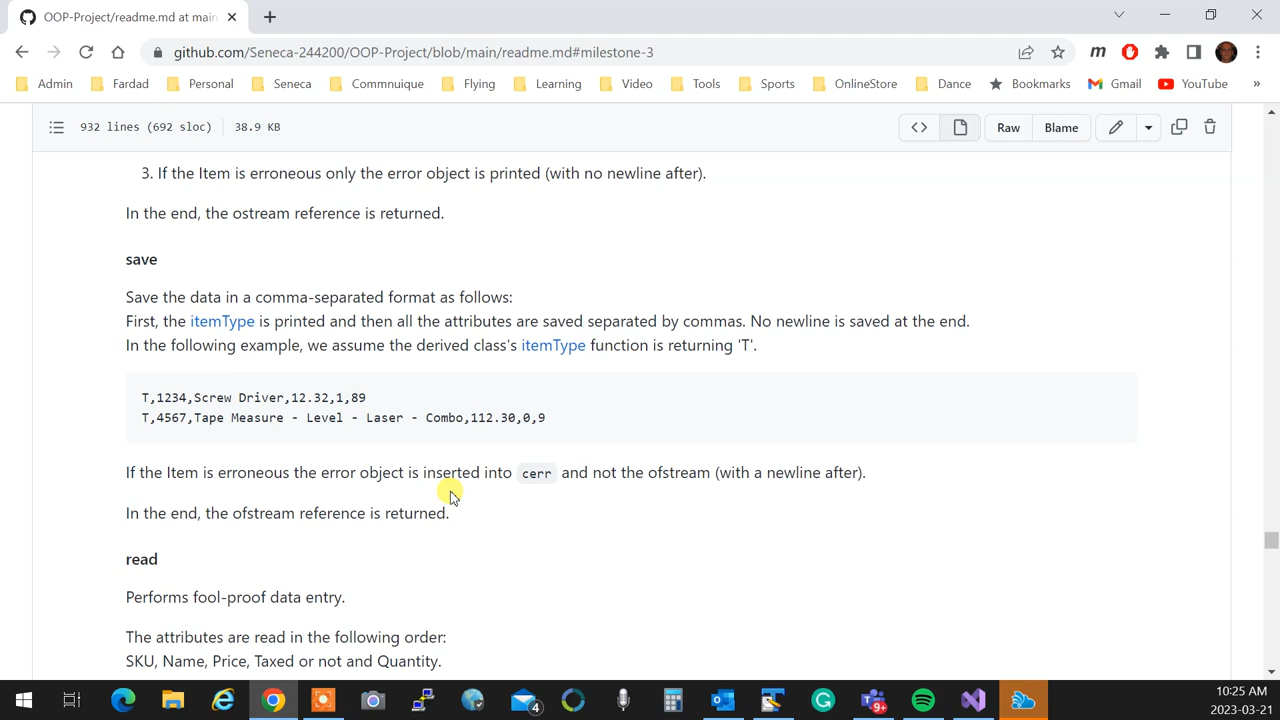 OOP-Project/readme.md at main
github.com/Seneca-244200/OOP-Project/blob/main/readme.md#milestone-3
Admin Fardad Personal Seneca Commnuique Flying Learning Video Tools Sports OnlineStore Dance Bookmarks Gmail YouTube »
932 lines (692 sloc) 38.9 KB Raw Blame
3. If the Item is erroneous only the error object is printed (with no newline after).
In the end, the ostream reference is returned.
save
Save the data in a comma-separated format as follows:
First, the itemType is printed and then all the attributes are saved separated by commas. No newline is saved at the end.
In the following example, we assume the derived class's itemType function is returning 'T'.
T,1234,Screw Driver,12.32,1,89
T,4567,Tape Measure - Level - Laser - Combo,112.30,0,9
If the Item is erroneous the error object is inserted into cerr and not the ofstream (with a newline after).
In the end, the ofstream reference is returned.
read
Performs fool-proof data entry.
The attributes are read in the following order:
SKU, Name, Price, Taxed or not and Quantity.
4
9+
10:25 AM
2023-03-21